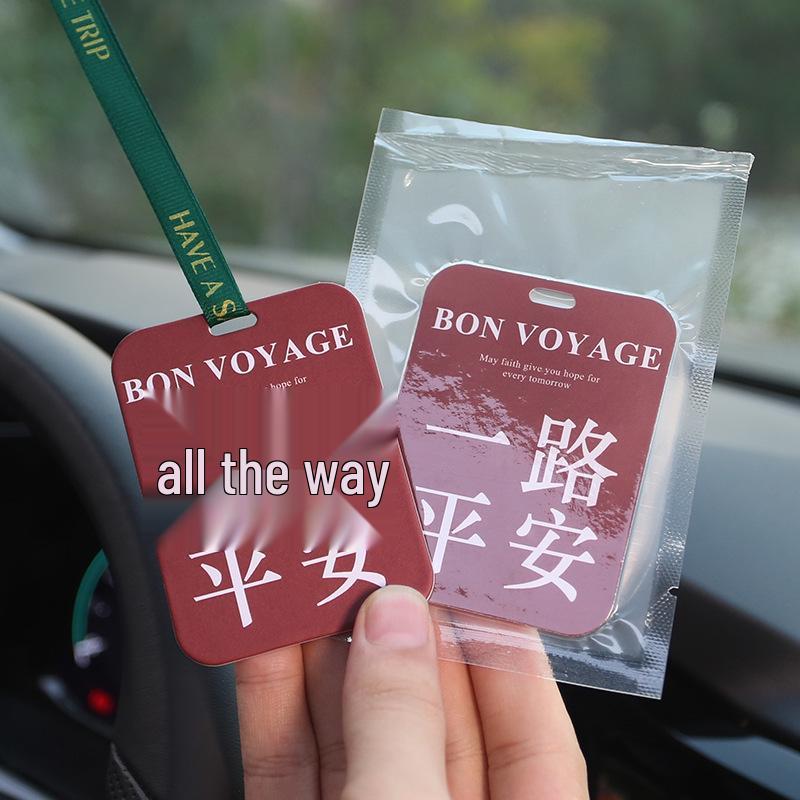 E TRIP
HAVE A S
BON VOYAGE
hope for
all the way
平安
BON VOYAGE
May faith give you hope for
every tomorrow
一路
平安